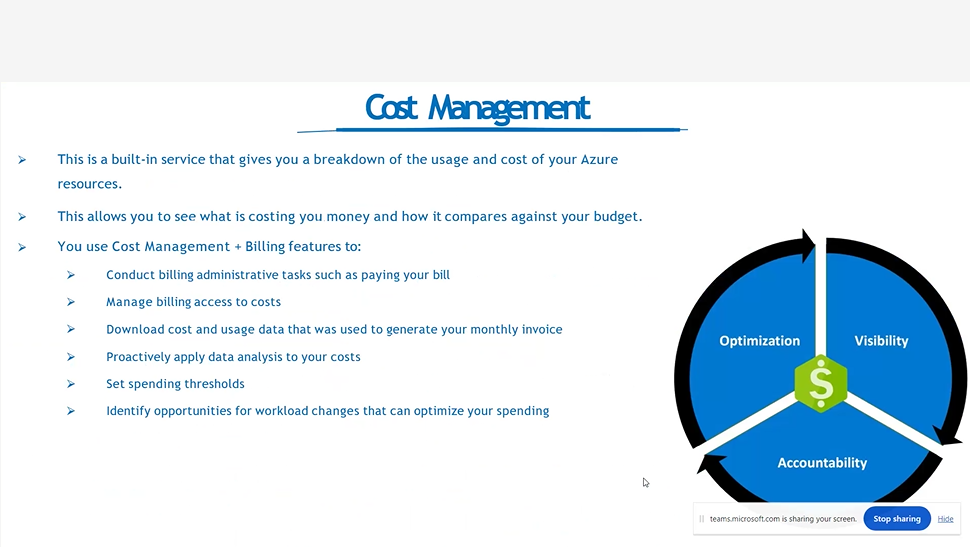 Cost Management
This is a built-in service that gives you a breakdown of the usage and cost of your Azure
resources.
This allows you to see what is costing you money and how it compares against your budget.
You use Cost Management + Billing features to:
Conduct billing administrative tasks such as paying your bill
Manage billing access to costs
Download cost and usage data that was used to generate your monthly invoice
Proactively apply data analysis to your costs
Set spending thresholds
Identify opportunities for workload changes that can optimize your spending
Optimization
Visibility
$
Accountability
teams.microsoft.com is sharing your screen.
Stop sharing
Hide